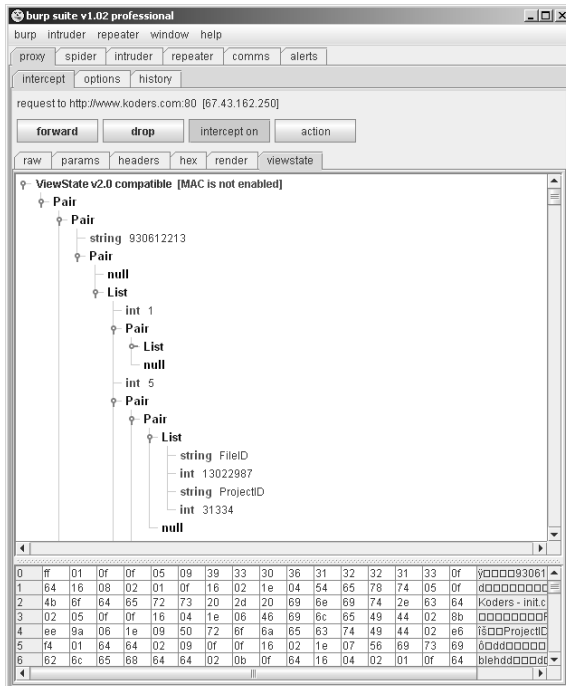 burp suite v1.02 professional
burp intruder repeater window help
proxy spider intruder repeater comms alerts
intercept options history
request to http://www.koders.com:80 [67.43.162.250]
forward drop intercept on action
raw params headers hex render viewstate
ViewState v2.0 compatible [MAC is not enabled]
Pair
Pair
string 930612213
Pair
null
List
int 1
Pair
List
null
int 5
Pair
Pair
List
string FileID
int 13022987
string ProjectID
int 31334
null
0 ff 01 0f 0f 05 09 39 33 30 36 31 32 32 31 33 0f ÿ□□□□93061
1 64 16 08 02 01 0f 16 02 1e 04 54 65 78 74 05 0f d□□□□□□□
2 4b 6f 64 65 72 73 20 2d 20 69 6e 69 74 2e 63 64 Koders - init.c
3 02 05 0f 0f 16 04 1e 06 46 69 6c 65 49 44 02 8b □□□□□□□F
4 ee 9a 06 1e 09 50 72 6f 6a 65 63 74 49 44 02 e6 îš□□ProjectID
5 f4 01 64 64 02 09 0f 0f 16 02 1e 07 56 69 73 69 ô□dd□□□□□
6 62 6c 65 68 64 64 02 0b 0f 64 16 04 02 01 0f 64 blehdd□□□d□